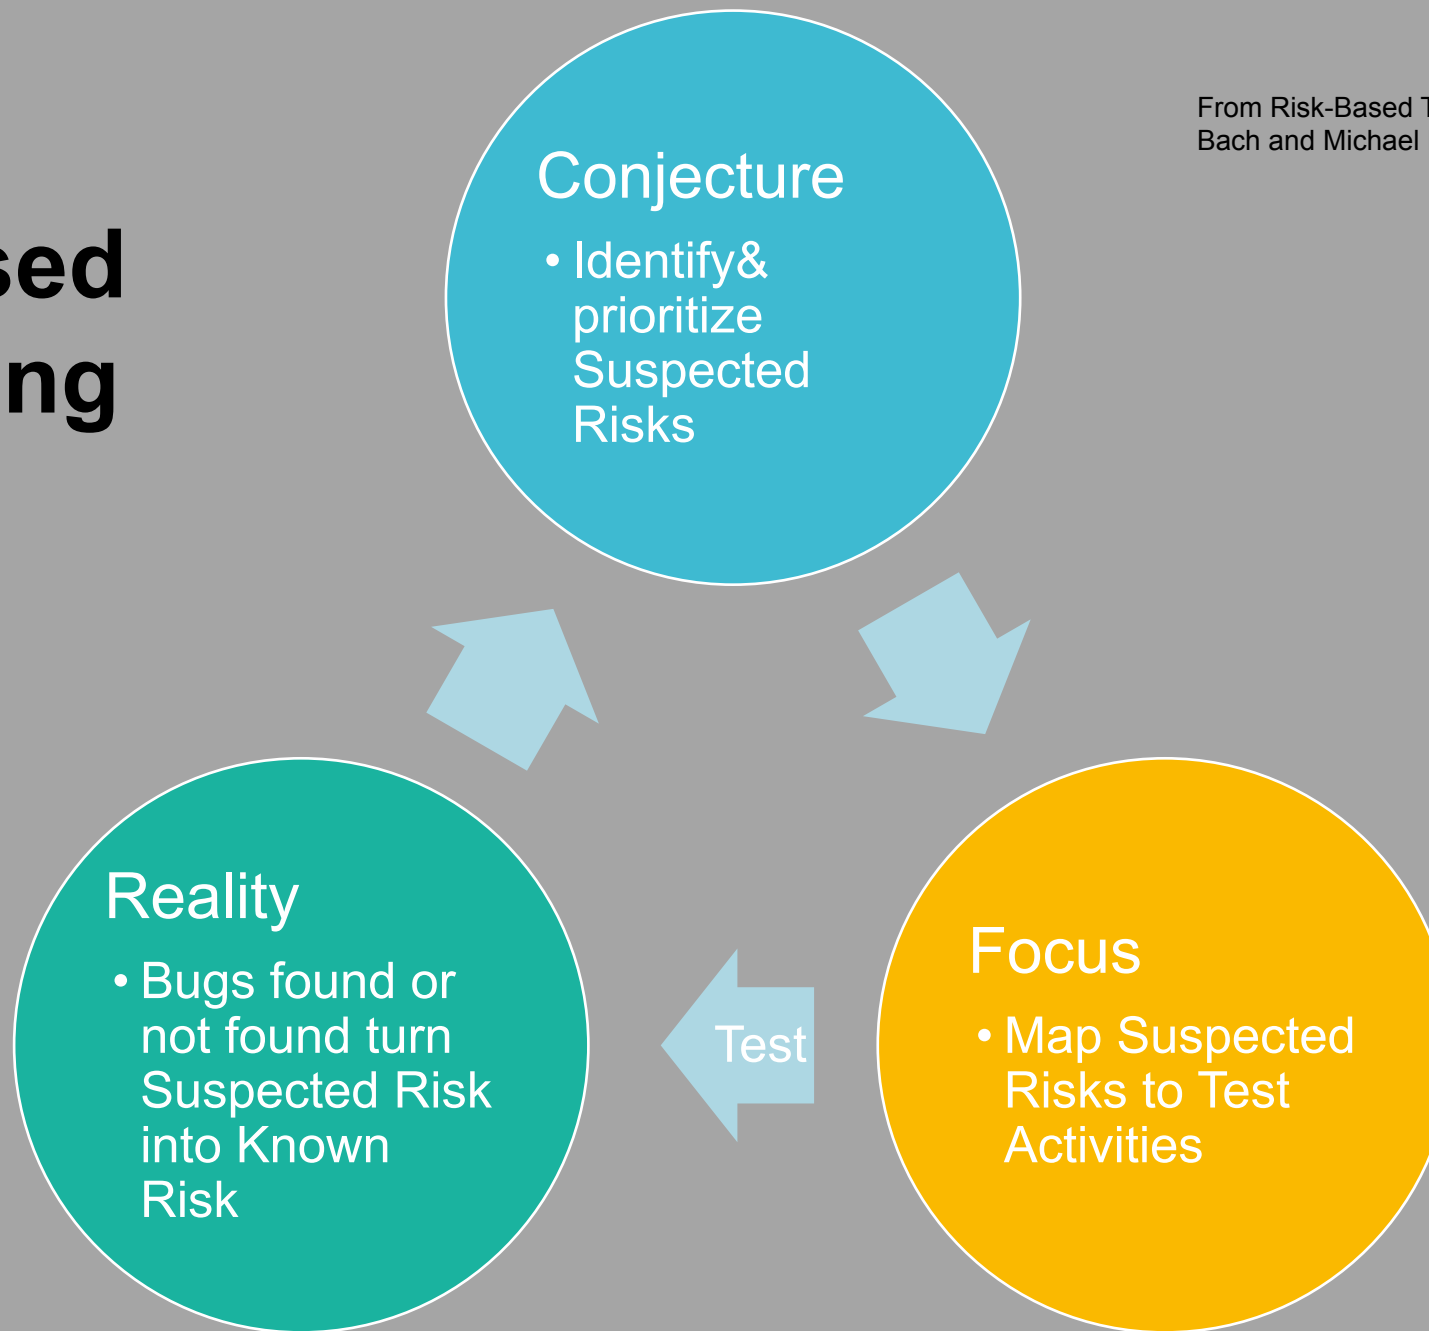 sed
ng
From Risk-Based T
Bach and Michael
Conjecture
• Identify&
prioritize
Suspected
Risks
Reality
• Bugs found or
not found turn
Suspected Risk
into Known
Risk
Test
Focus
• Map Suspected
Risks to Test
Activities